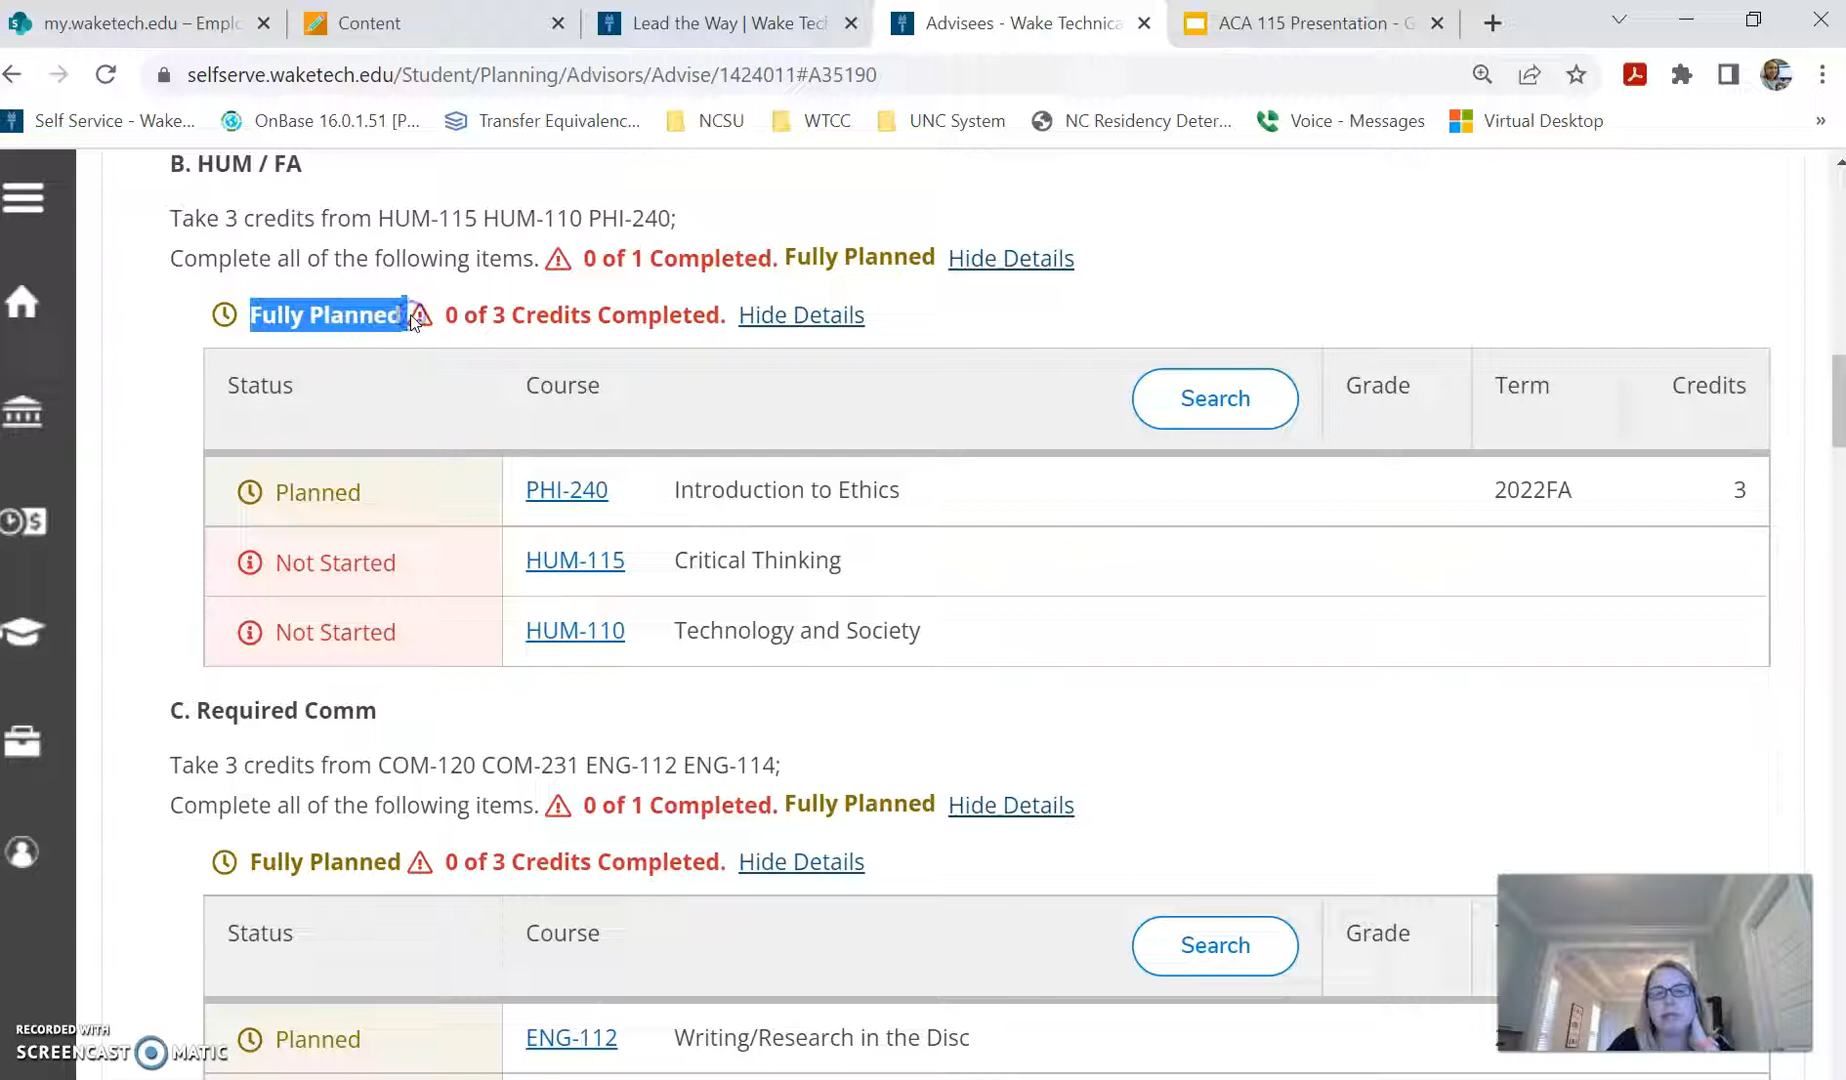 my.waketech.edu – Emplo
Content
Lead the Way | Wake Tech
Advisees - Wake Technica
ACA 115 Presentation - G
selfserve.waketech.edu/Student/Planning/Advisors/Advise/1424011#A35190
Self Service - Wake...
OnBase 16.0.1.51 [P...
Transfer Equivalenc...
NCSU
WTCC
UNC System
NC Residency Deter...
Voice - Messages
Virtual Desktop
»
B. HUM / FA
Take 3 credits from HUM-115 HUM-110 PHI-240;
Complete all of the following items. 0 of 1 Completed. Fully Planned Hide Details
Fully Planned 0 of 3 Credits Completed. Hide Details
Status Course Search Grade Term Credits
Planned PHI-240 Introduction to Ethics 2022FA 3
Not Started HUM-115 Critical Thinking
Not Started HUM-110 Technology and Society
C. Required Comm
Take 3 credits from COM-120 COM-231 ENG-112 ENG-114;
Complete all of the following items. 0 of 1 Completed. Fully Planned Hide Details
Fully Planned 0 of 3 Credits Completed. Hide Details
Status Course Search Grade
Planned ENG-112 Writing/Research in the Disc
RECORDED WITH
SCREENCAST MATIC